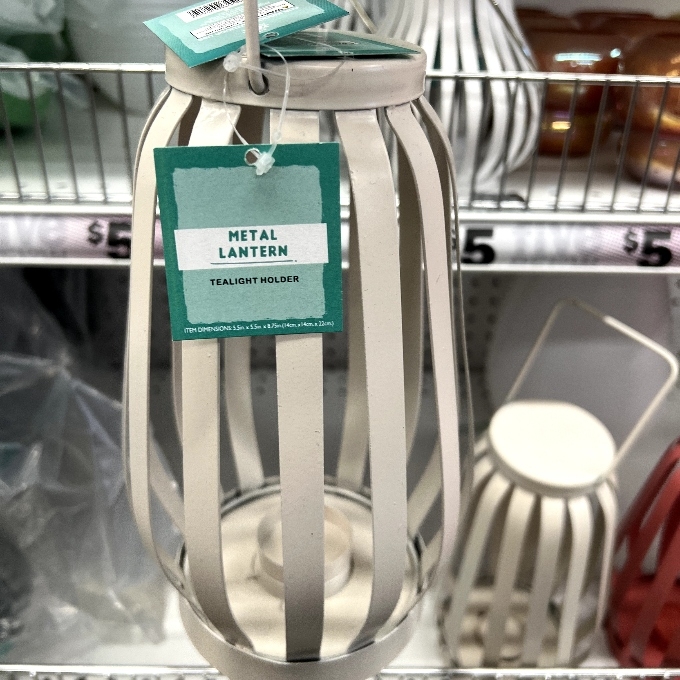 METAL
LANTERN
TEALIGHT HOLDER
ITEM DIMENSIONS: 5.5in. x 5.5in. x 8.75in. (14cm. x 14cm. x 22cm.)
$5
5
$5